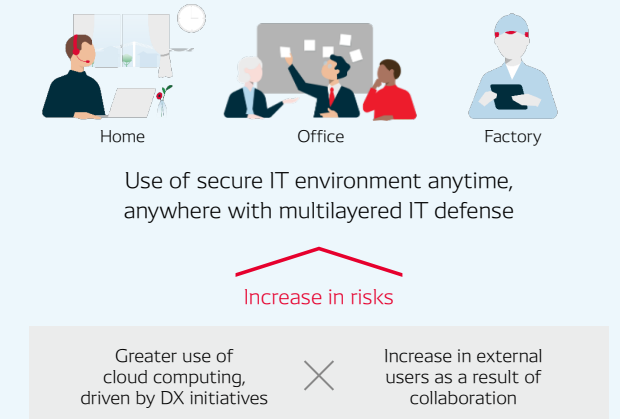 Home
Office
Factory
Use of secure IT environment anytime,
anywhere with multilayered IT defense
Increase in risks
Greater use of
cloud computing,
driven by DX initiatives
Increase in external
users as a result of
collaboration